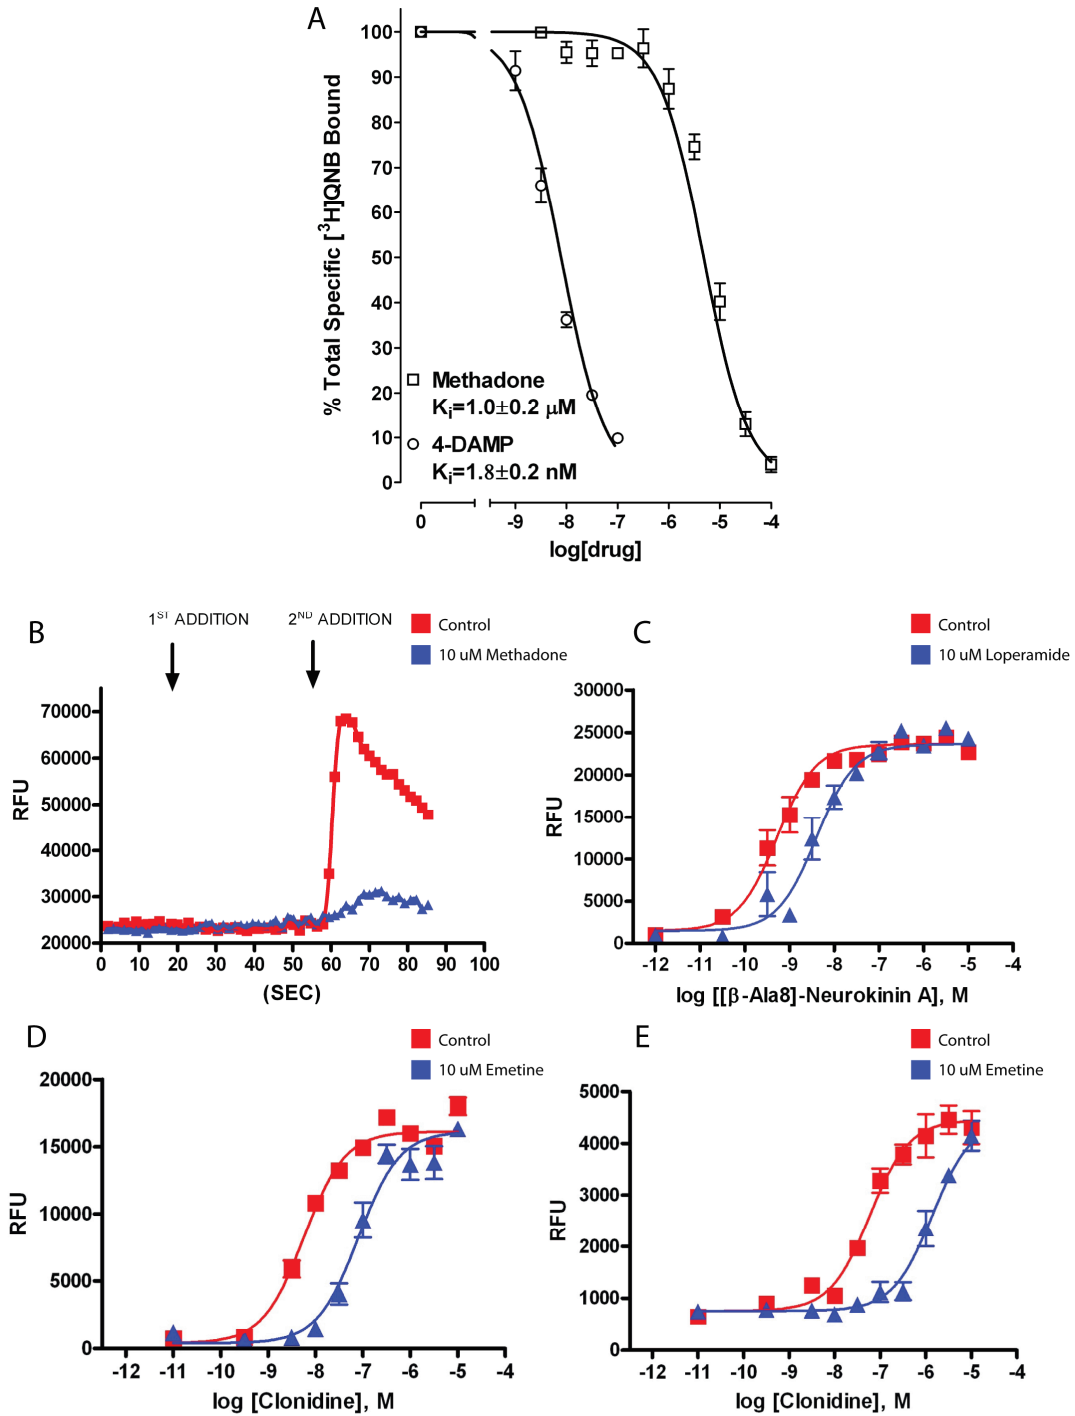 A
100
90
80
70
60
50
40
30
20
10
0
% Total Specific [³H]QNB Bound
Methadone
Ki=1.0±0.2 µM
4-DAMP
Ki=1.8±0.2 nM
0 -9 -8 -7 -6 -5 -4
log[drug]
B
1ST ADDITION
2ND ADDITION
Control
10 uM Methadone
70000
60000
50000
40000
30000
20000
RFU
0 10 20 30 40 50 60 70 80 90 100
(SEC)
C
Control
10 uM Loperamide
30000
25000
20000
15000
10000
5000
0
RFU
-12 -11 -10 -9 -8 -7 -6 -5 -4
log [[β-Ala8]-Neurokinin A], M
D
Control
10 uM Emetine
20000
15000
10000
5000
0
RFU
-12 -11 -10 -9 -8 -7 -6 -5 -4
log [Clonidine], M
E
Control
10 uM Emetine
5000
4000
3000
2000
1000
0
RFU
-12 -11 -10 -9 -8 -7 -6 -5 -4
log [Clonidine], M